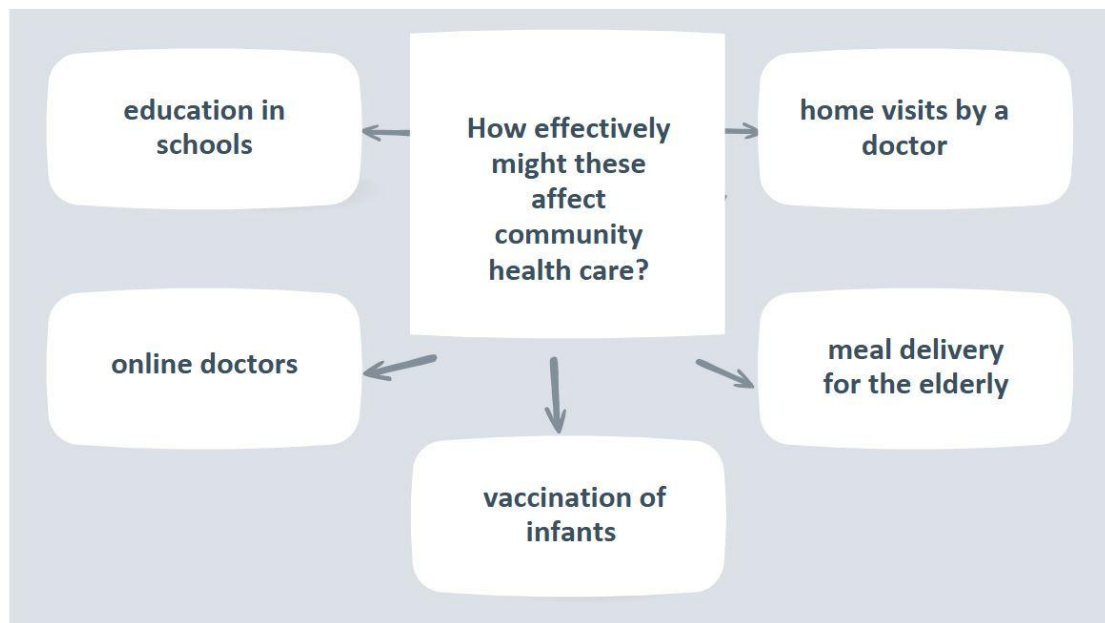 education in
schools
How effectively
might these
affect
community
health care?
home visits by a
doctor
online doctors
meal delivery
for the elderly
vaccination of
infants